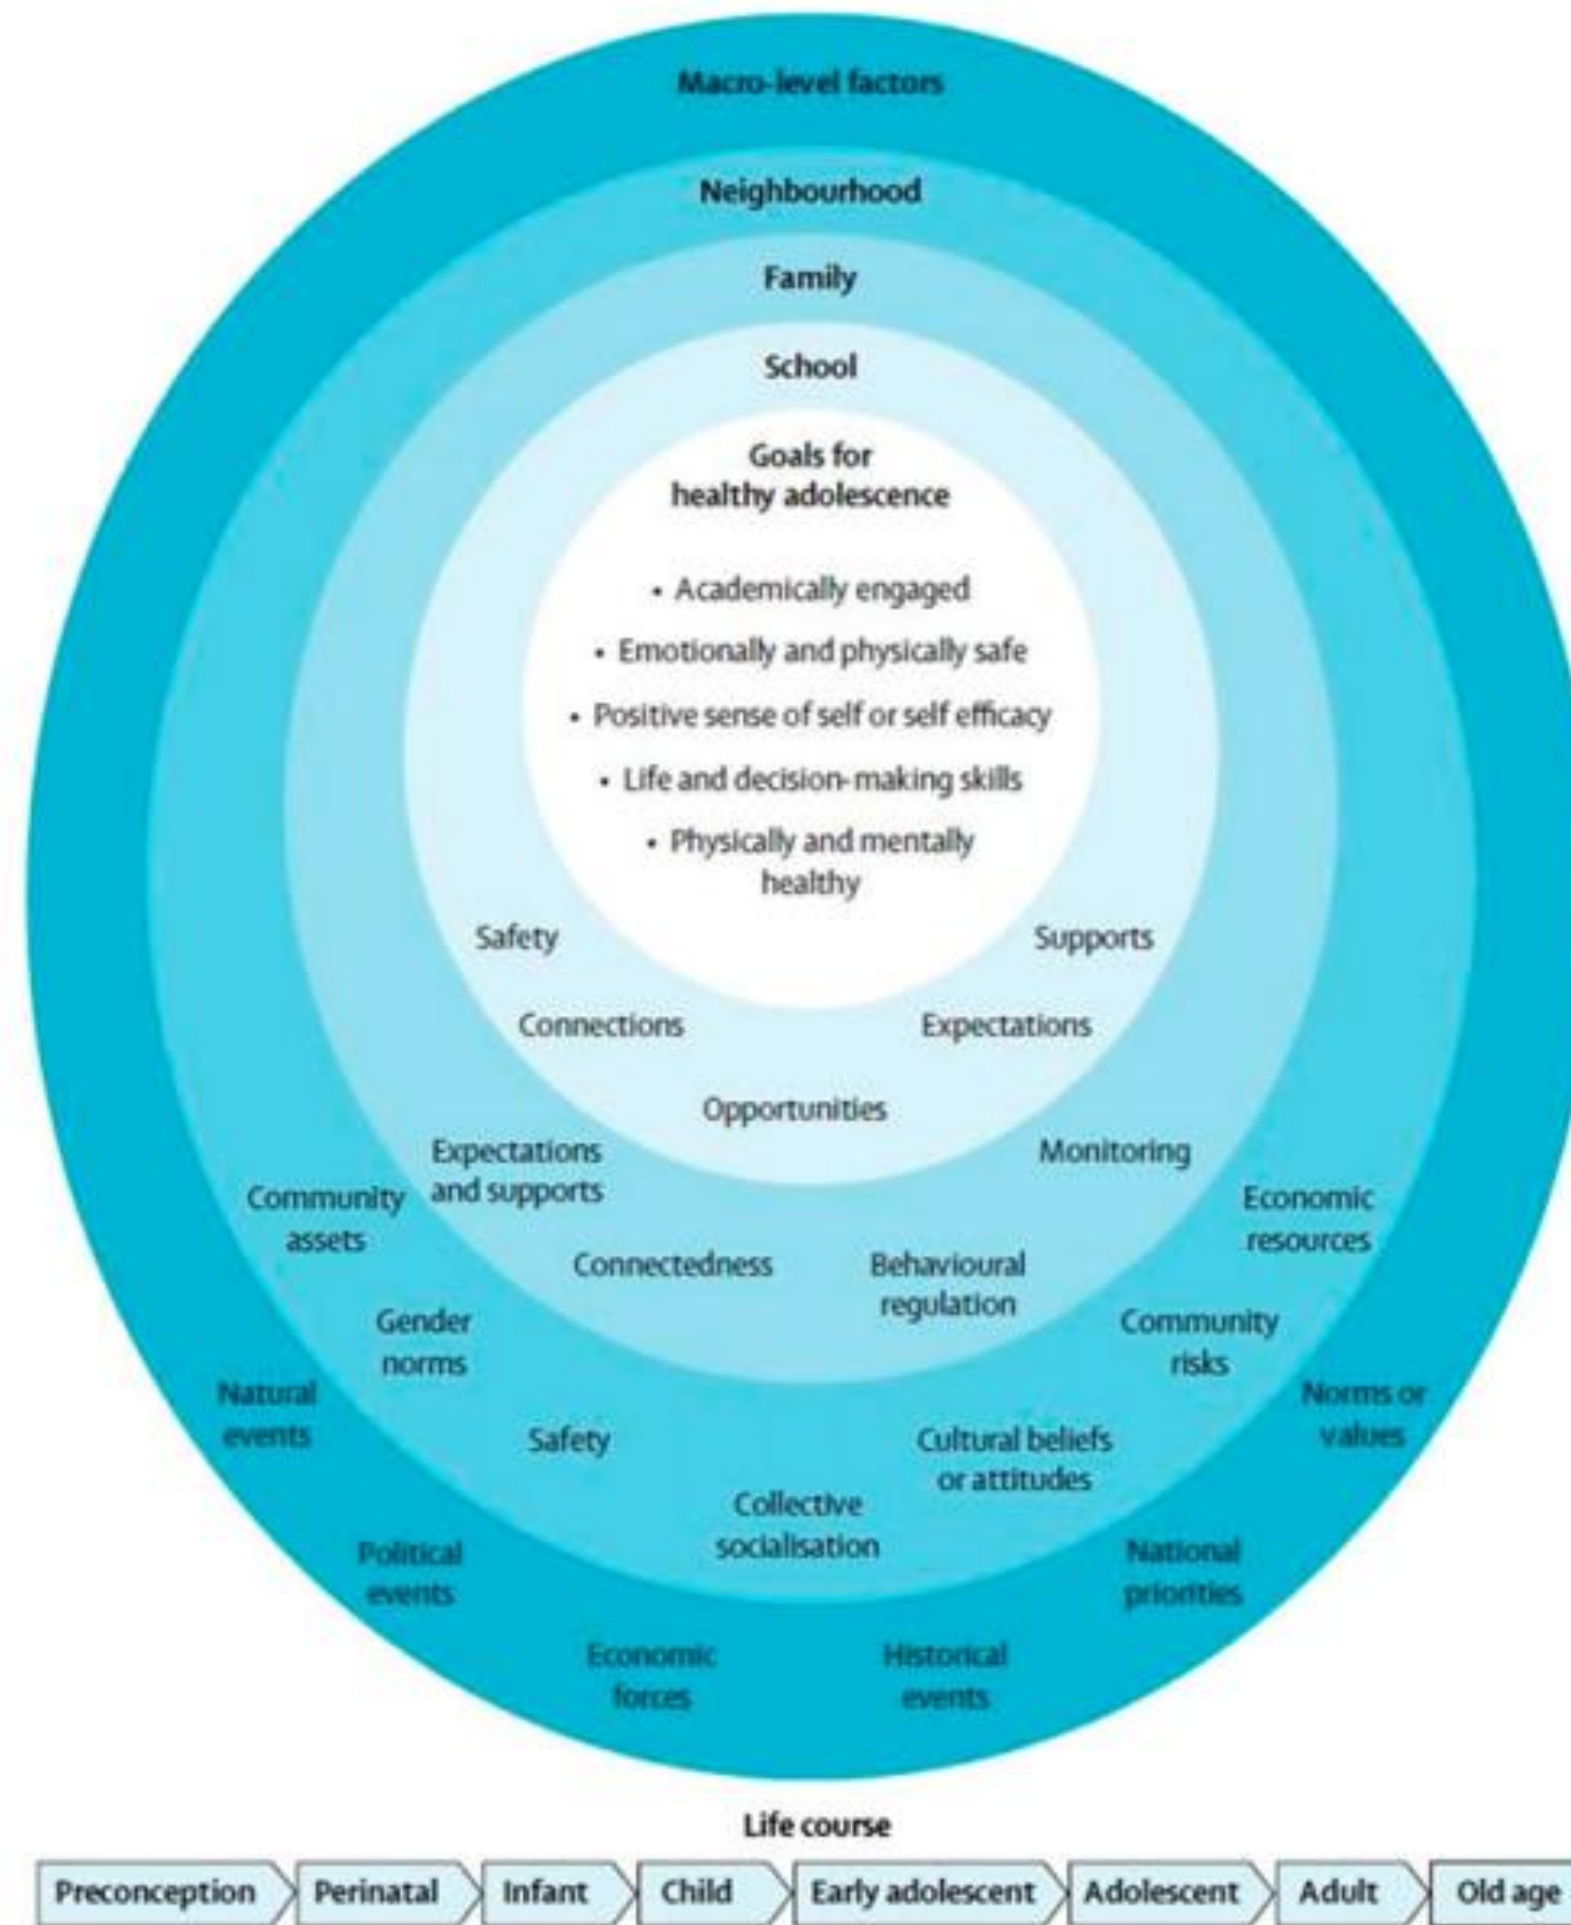 Macro-level factors
Neighbourhood
Family
School
Goals for
healthy adolescence
• Academically engaged
• Emotionally and physically safe
• Positive sense of self or self efficacy
• Life and decision-making skills
• Physically and mentally
healthy
Safety
Supports
Connections
Expectations
Opportunities
Expectations
and supports
Monitoring
Connectedness
Behavioural
regulation
Community
assets
Economic
resources
Gender
norms
Community
risks
Safety
Cultural beliefs
or attitudes
Collective
socialisation
Natural
events
Norms or
values
Political
events
National
priorities
Economic
forces
Historical
events
Life course
Preconception
Perinatal
Infant
Child
Early adolescent
Adolescent
Adult
Old age